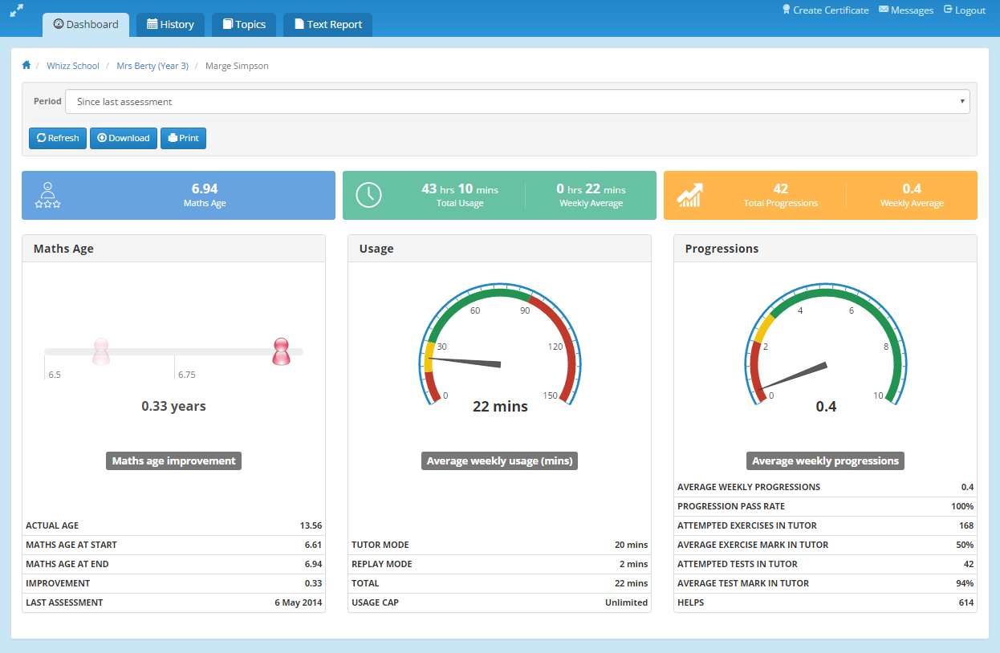 Dashboard History Topics Text Report Create Certificate Messages Logout
/ Whizz School / Mrs Berty (Year 3) / Marge Simpson
Period Since last assessment
Refresh Download Print
6.94
Maths Age
43 hrs 10 mins
Total Usage
0 hrs 22 mins
Weekly Average
42
Total Progressions
0.4
Weekly Average
Maths Age
6.5 6.75
0.33 years
Maths age improvement
ACTUAL AGE 13.56
MATHS AGE AT START 6.61
MATHS AGE AT END 6.94
IMPROVEMENT 0.33
LAST ASSESSMENT 6 May 2014
Usage
0 30 60 90 120 150
22 mins
Average weekly usage (mins)
TUTOR MODE 20 mins
REPLAY MODE 2 mins
TOTAL 22 mins
USAGE CAP Unlimited
Progressions
0 2 4 6 8 10
0.4
Average weekly progressions
AVERAGE WEEKLY PROGRESSIONS 0.4
PROGRESSION PASS RATE 100%
ATTEMPTED EXERCISES IN TUTOR 168
AVERAGE EXERCISE MARK IN TUTOR 50%
ATTEMPTED TESTS IN TUTOR 42
AVERAGE TEST MARK IN TUTOR 94%
HELPS 614